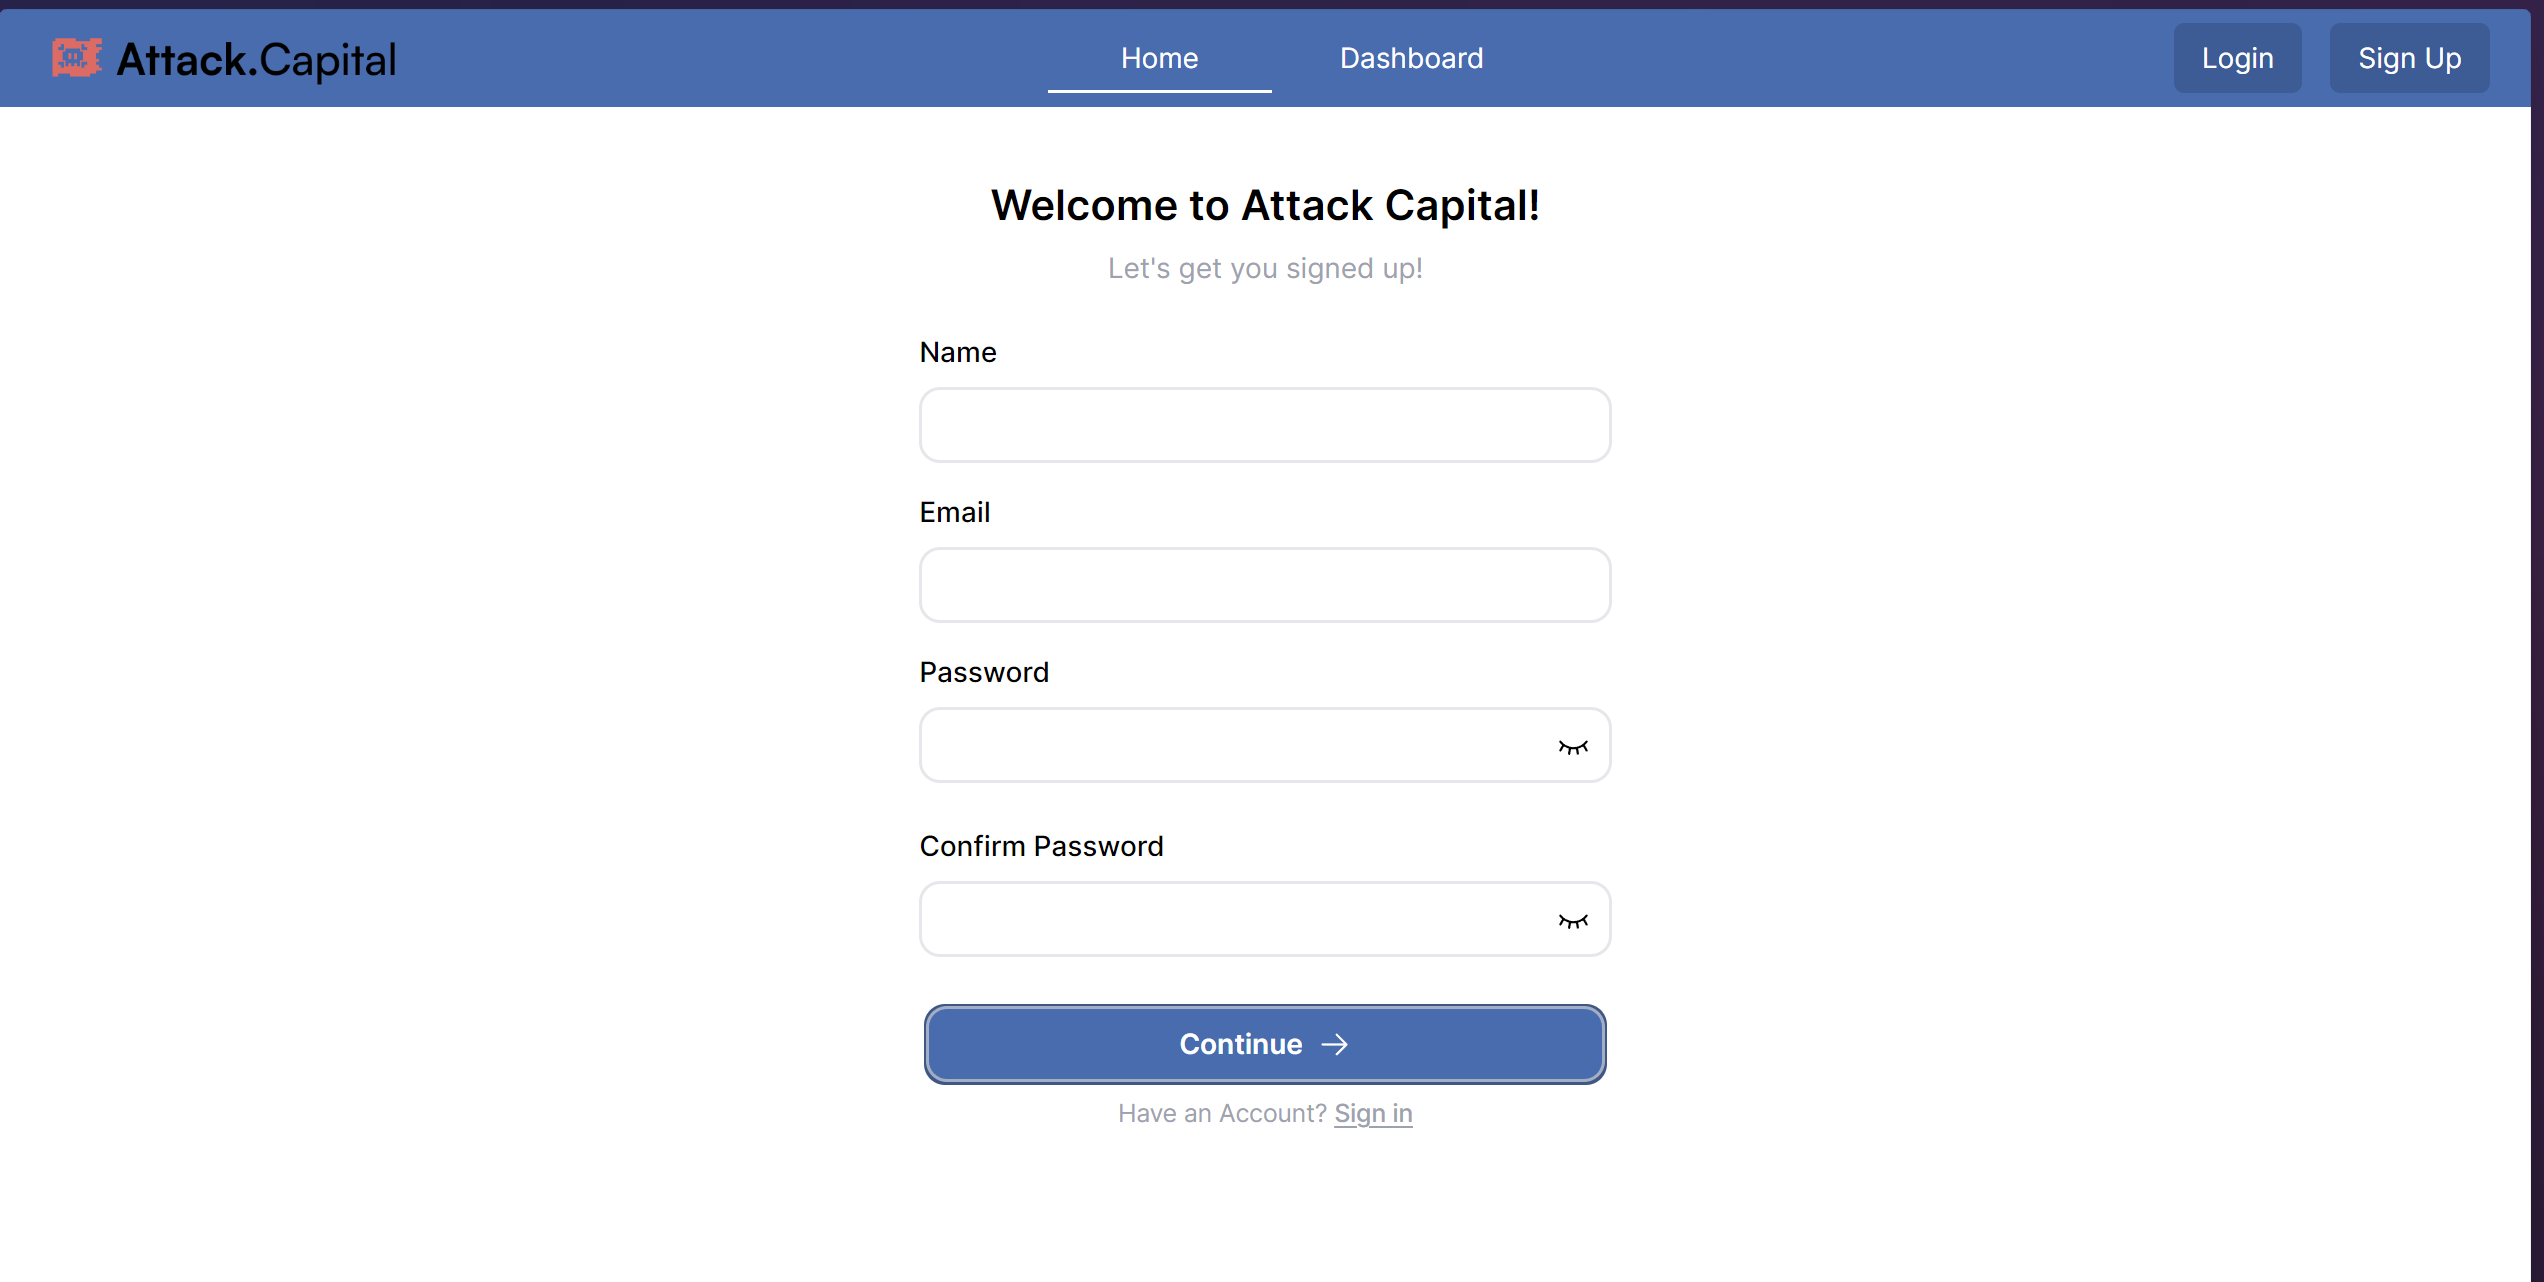 Attack.Capital
Home
Dashboard
Login
Sign Up
Welcome to Attack Capital!
Let's get you signed up!
Name
Email
Password
Confirm Password
Continue
Have an Account? Sign in